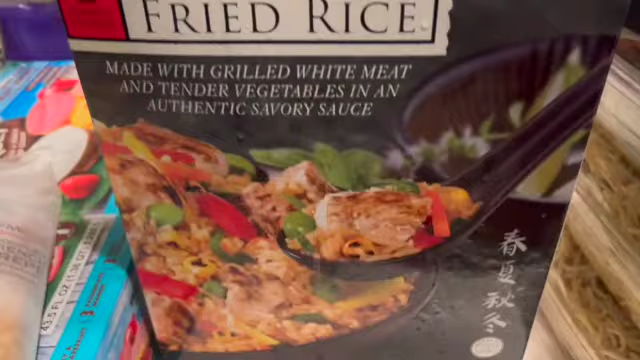 FRIED RICE
MADE WITH GRILLED WHITE MEAT
AND TENDER VEGETABLES IN AN
AUTHENTIC SAVORY SAUCE
春
夏
秋
冬